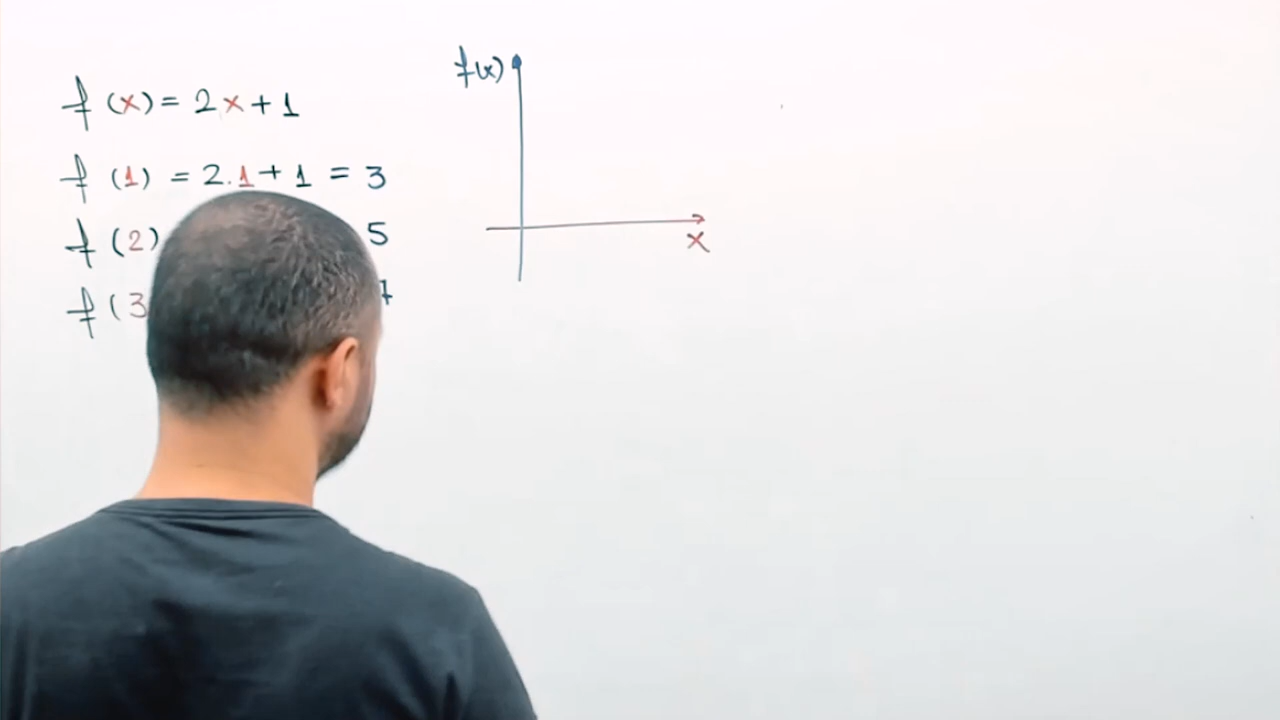 f(x) = 2x + 1
f(1) = 2.1 + 1 = 3
f(2) 5
f(3 7
f(x)
x